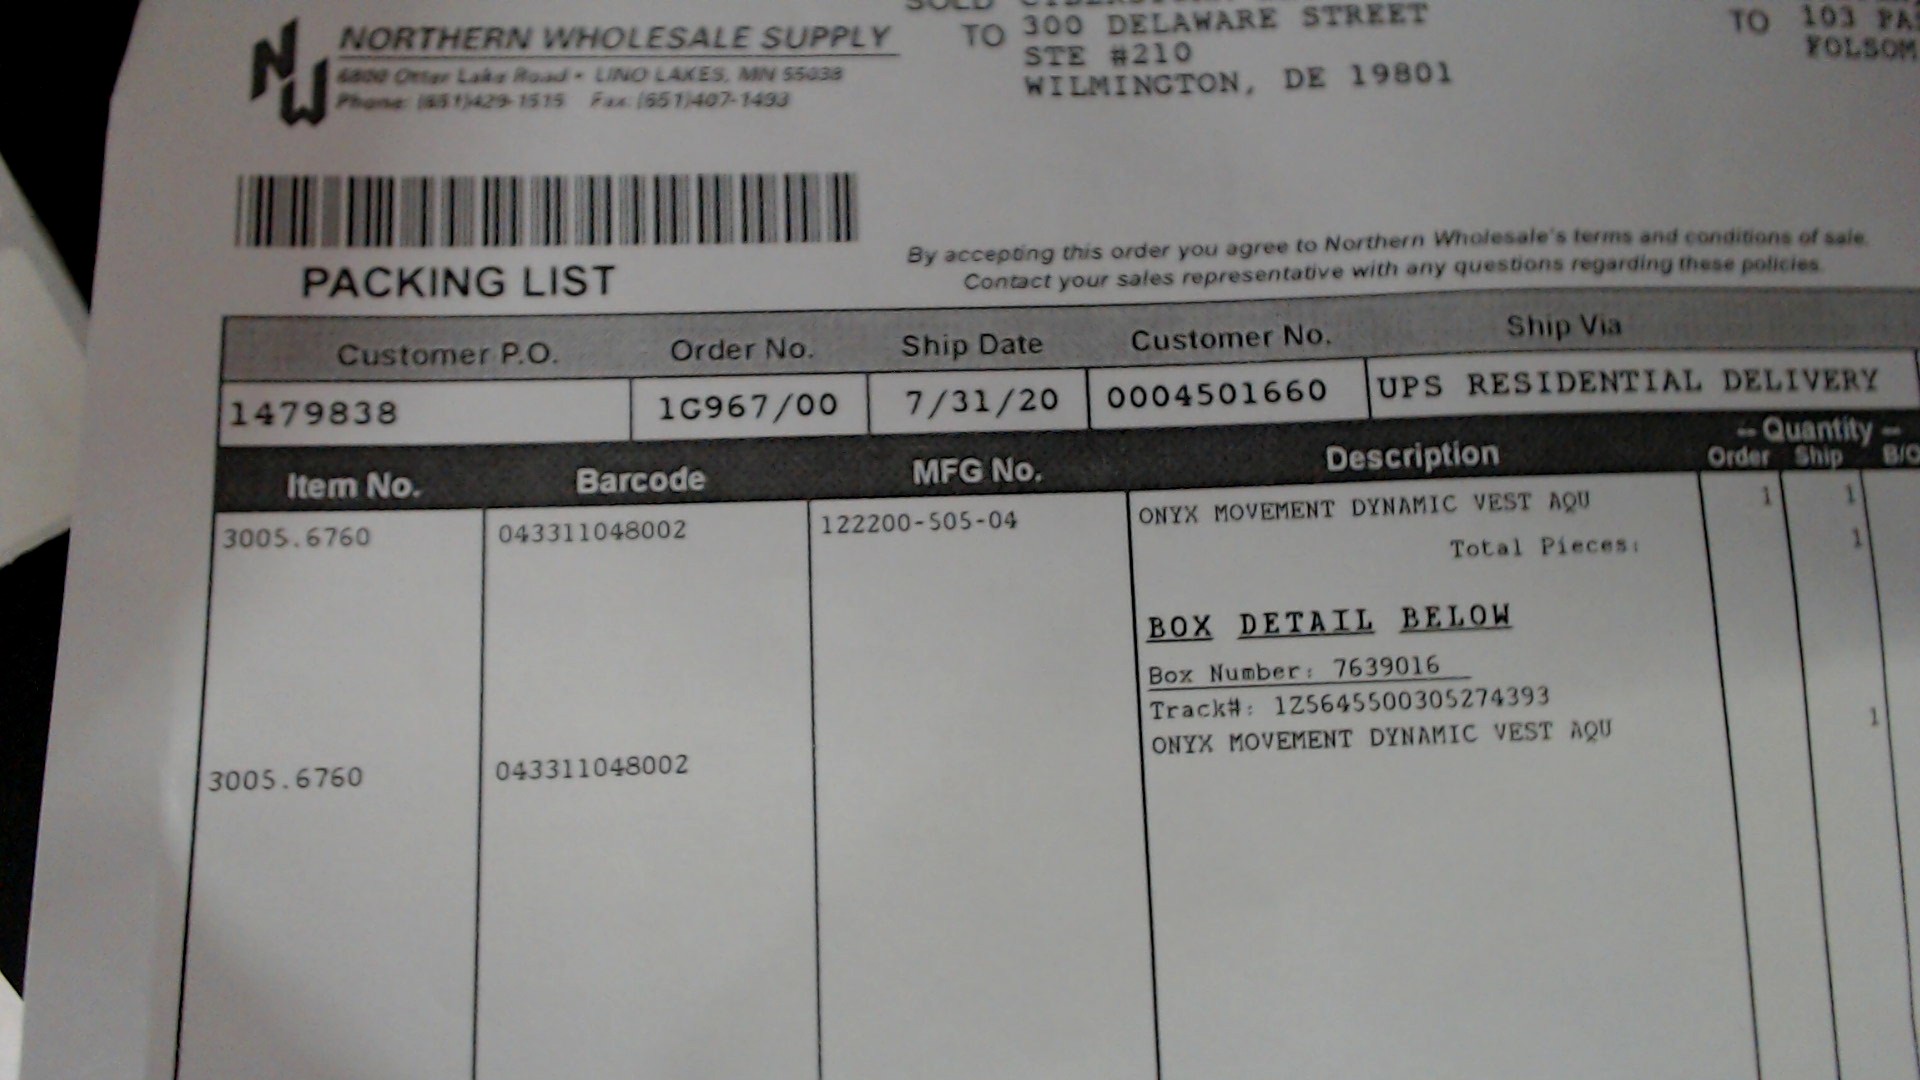 NORTHERN WHOLESALE SUPPLY
6800 Otter Lake Road • LINO LAKES, MN 55038
Phone: (651)429-1515 Fax: (651)407-1493
SOLD
TO 300 DELAWARE STREET
STE #210
WILMINGTON, DE 19801
TO 103
FOLSOM
PACKING LIST
By accepting this order you agree to Northern Wholesale's terms and conditions of sale.
Contact your sales representative with any questions regarding these policies.
Customer P.O. Order No. Ship Date Customer No. Ship Via
1479838 1G967/00 7/31/20 0004501660 UPS RESIDENTIAL DELIVERY
-- Quantity --
Item No. Barcode MFG No. Description Order Ship B/O
3005.6760 043311048002 122200-505-04 ONYX MOVEMENT DYNAMIC VEST AQU 1 1
Total Pieces: 1
BOX DETAIL BELOW
Box Number: 7639016
Track#: 1Z5645500305274393
3005.6760 043311048002 ONYX MOVEMENT DYNAMIC VEST AQU 1